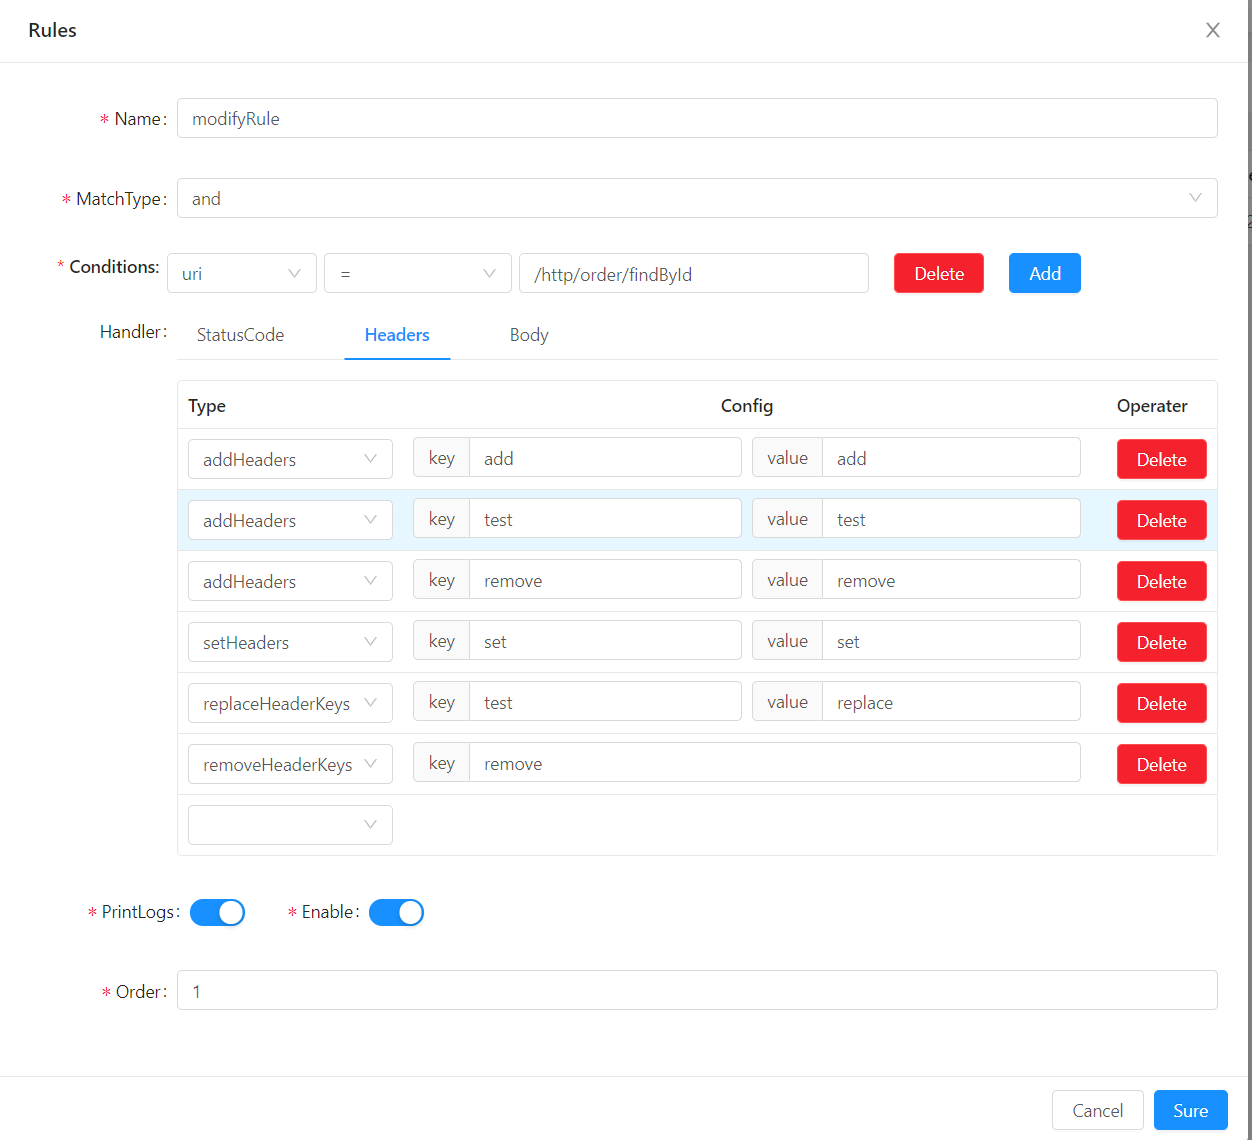 Rules
* Name: modifyRule
* MatchType: and
* Conditions: uri = /http/order/findById Delete Add
Handler: StatusCode Headers Body
Type Config Operater
addHeaders key add value add Delete
addHeaders key test value test Delete
addHeaders key remove value remove Delete
setHeaders key set value set Delete
replaceHeaderKeys key test value replace Delete
removeHeaderKeys key remove Delete
* PrintLogs: * Enable:
* Order: 1
Cancel Sure